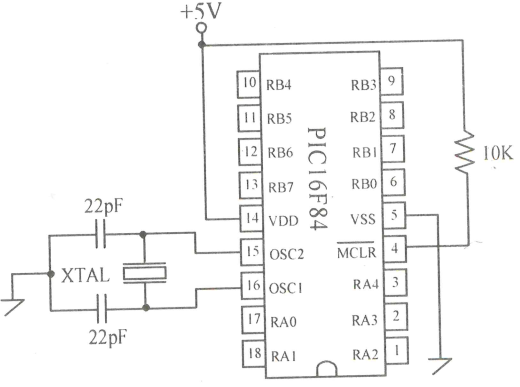 +5V
10 RB4 RB3 9
11 RB5 RB2 8
12 RB6 RB1 7
13 RB7 RB0 6
14 VDD VSS 5
15 OSC2 MCLR 4
16 OSC1 RA4 3
17 RA0 RA3 2
18 RA1 RA2 1
PIC16F84
10K
22pF
XTAL
22pF